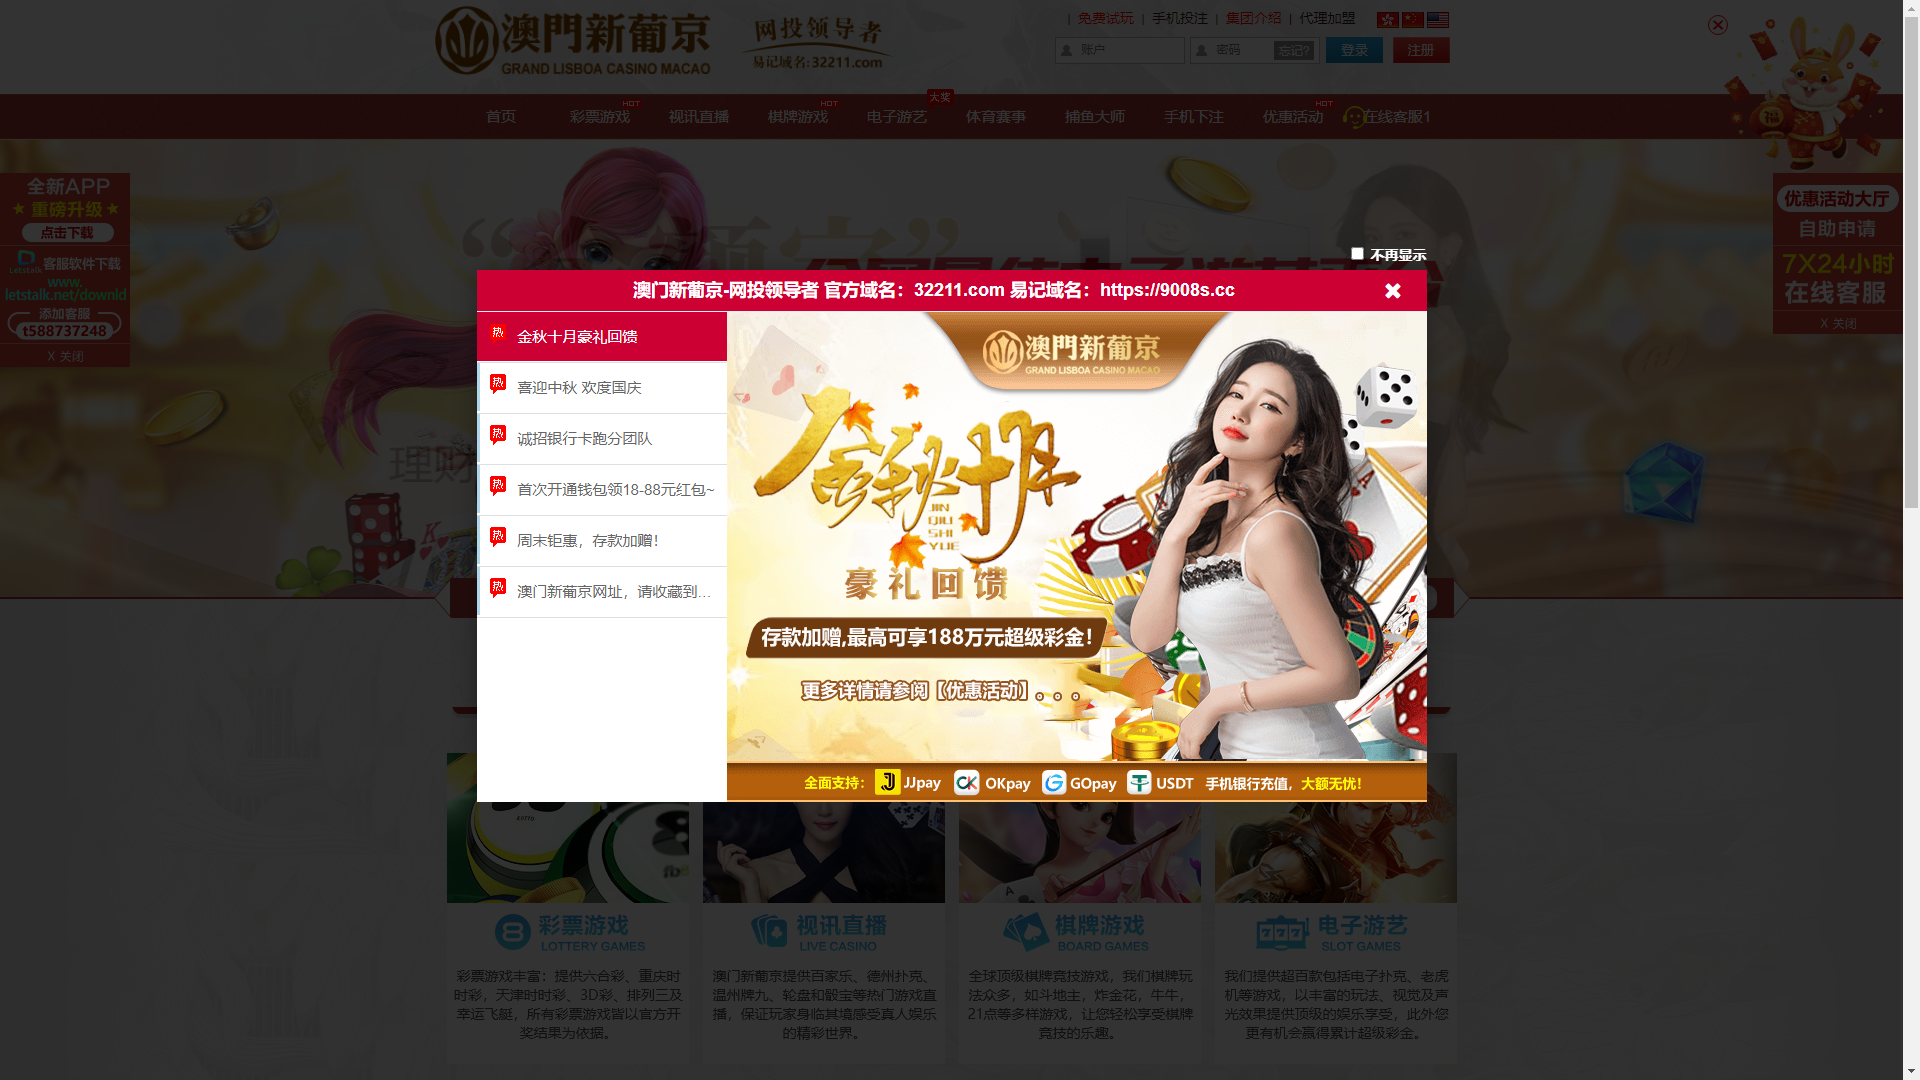 澳門新葡京
GRAND LISBOA CASINO MACAO
网投领导者
易记域名:32211.com
| 免费试玩 | 手机投注 | 集团介绍 | 代理加盟
账户
密码
忘记?
登录
注册
首页
彩票游戏
HOT
视讯直播
棋牌游戏
HOT
电子游艺
大奖
体育赛事
捕鱼大师
手机下注
优惠活动
HOT
在线客服1
福
全新APP
★ 重磅升级 ★
点击下载
Letstalk 客服软件下载
www.
letstalk.net/downld
添加客服
t588737248
X 关闭
优惠活动大厅
自助申请
7X24小时
在线客服
X 关闭
不再显示
澳门新葡京-网投领导者 官方域名：32211.com 易记域名：https://9008s.cc
热 金秋十月豪礼回馈
热 喜迎中秋 欢度国庆
热 诚招银行卡跑分团队
热 首次开通钱包领18-88元红包~
热 周末钜惠，存款加赠！
热 澳门新葡京网址，请收藏到...
澳門新葡京
GRAND LISBOA CASINO MACAO
金秋十月
JIN
QIU
SHI
YUE
豪礼回馈
存款加赠,最高可享188万元超级彩金！
更多详情请参阅【优惠活动】。。。
全面支持： JJpay OKpay GOpay USDT 手机银行充值，大额无忧！
理财
彩票游戏
LOTTERY GAMES
彩票游戏丰富：提供六合彩、重庆时
时彩，天津时时彩、3D彩、排列三及
幸运飞艇，所有彩票游戏皆以官方开
奖结果为依据。
视讯直播
LIVE CASINO
澳门新葡京提供百家乐、德州扑克、
温州牌九、轮盘和骰宝等热门游戏直
播，保证玩家身临其境感受真人娱乐
的精彩世界。
棋牌游戏
BOARD GAMES
全球顶级棋牌竞技游戏，我们棋牌玩
法众多，如斗地主，炸金花，牛牛，
21点等多样游戏，让您轻松享受棋牌
竞技的乐趣。
电子游艺
SLOT GAMES
我们提供超百款包括电子扑克、老虎
机等游戏，以丰富的玩法、视觉及声
光效果提供顶级的娱乐享受，此外您
更有机会赢得累计超级彩金。